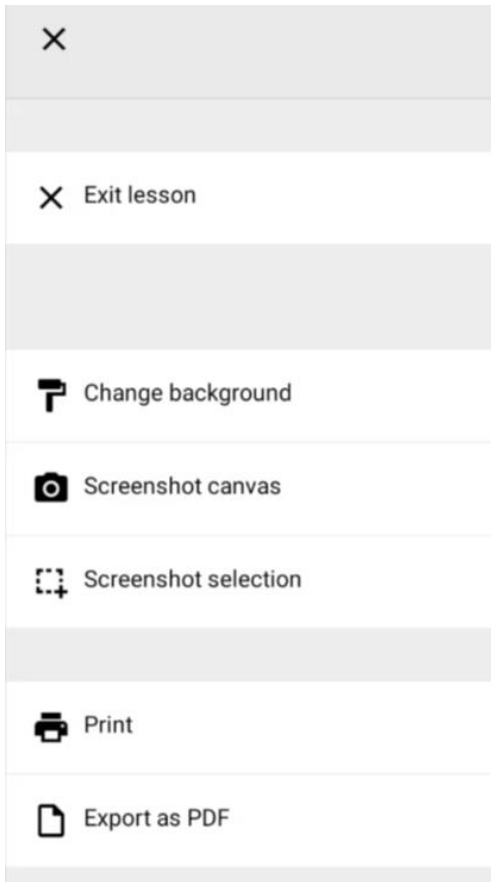 Exit lesson
Change background
Screenshot canvas
Screenshot selection
Print
Export as PDF